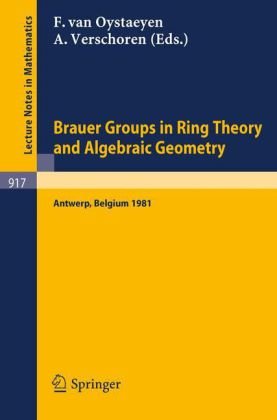 F. van Oystaeyen
A. Verschoren (Eds.)
Lecture Notes in Mathematics
917
Brauer Groups in Ring Theory
and Algebraic Geometry
Antwerp, Belgium 1981
Springer